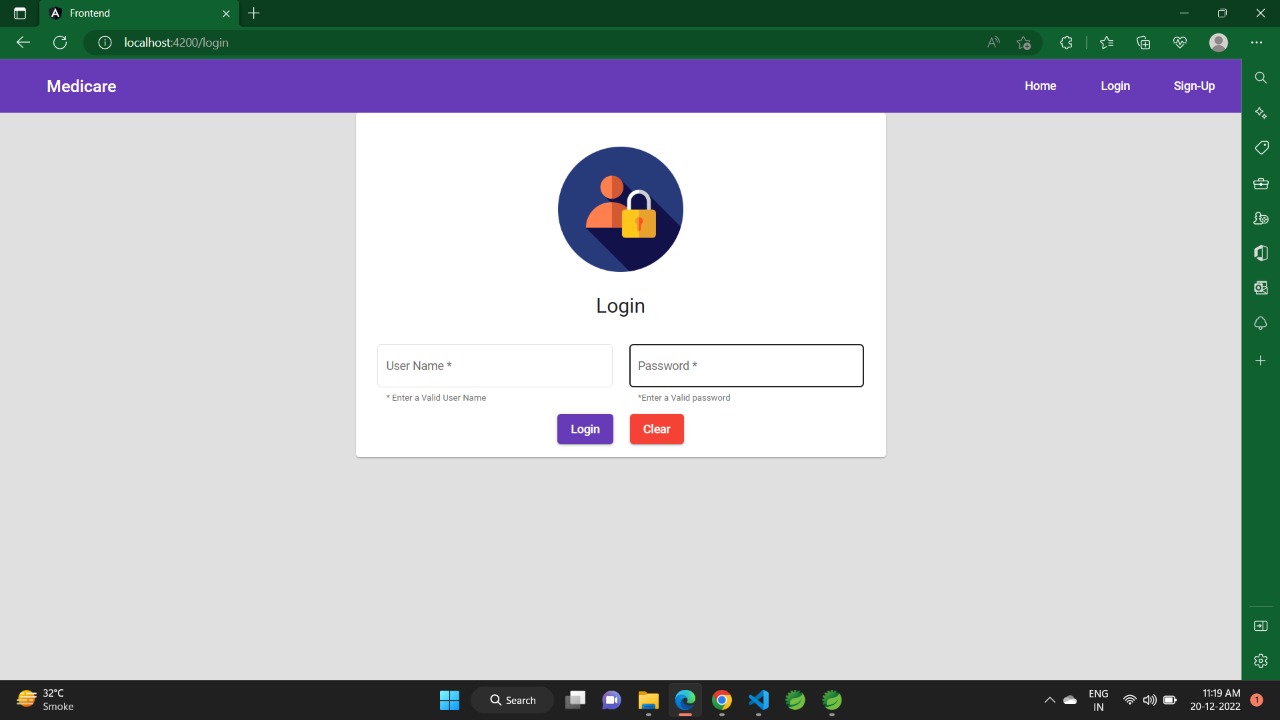 Frontend
localhost:4200/login
Medicare
Home Login Sign-Up
Login
User Name * Password *
* Enter a Valid User Name *Enter a Valid password
Login Clear
32°C
Smoke
Search
ENG
IN
11:19 AM
20-12-2022
1